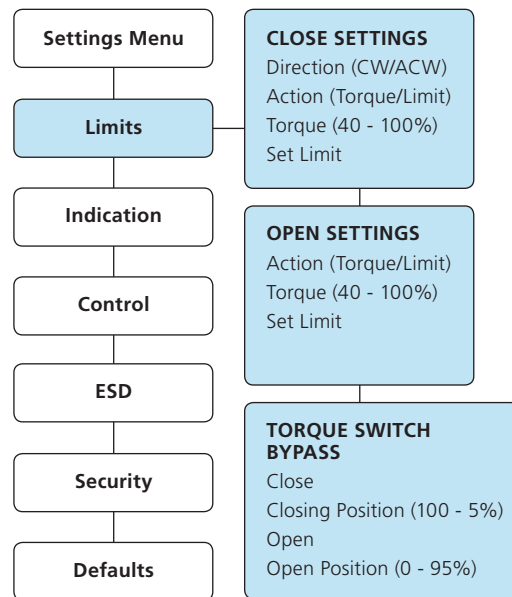 Settings Menu
Limits
Indication
Control
ESD
Security
Defaults
CLOSE SETTINGS
Direction (CW/ACW)
Action (Torque/Limit)
Torque (40 - 100%)
Set Limit
OPEN SETTINGS
Action (Torque/Limit)
Torque (40 - 100%)
Set Limit
TORQUE SWITCH
BYPASS
Close
Closing Position (100 - 5%)
Open
Open Position (0 - 95%)